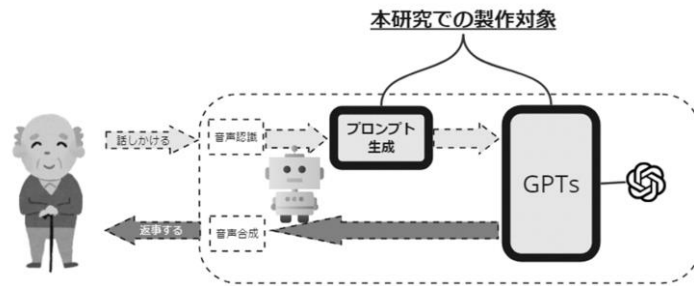 本研究での製作対象
話しかける
音声認識
プロンプト
生成
GPTs
返事する
音声合成